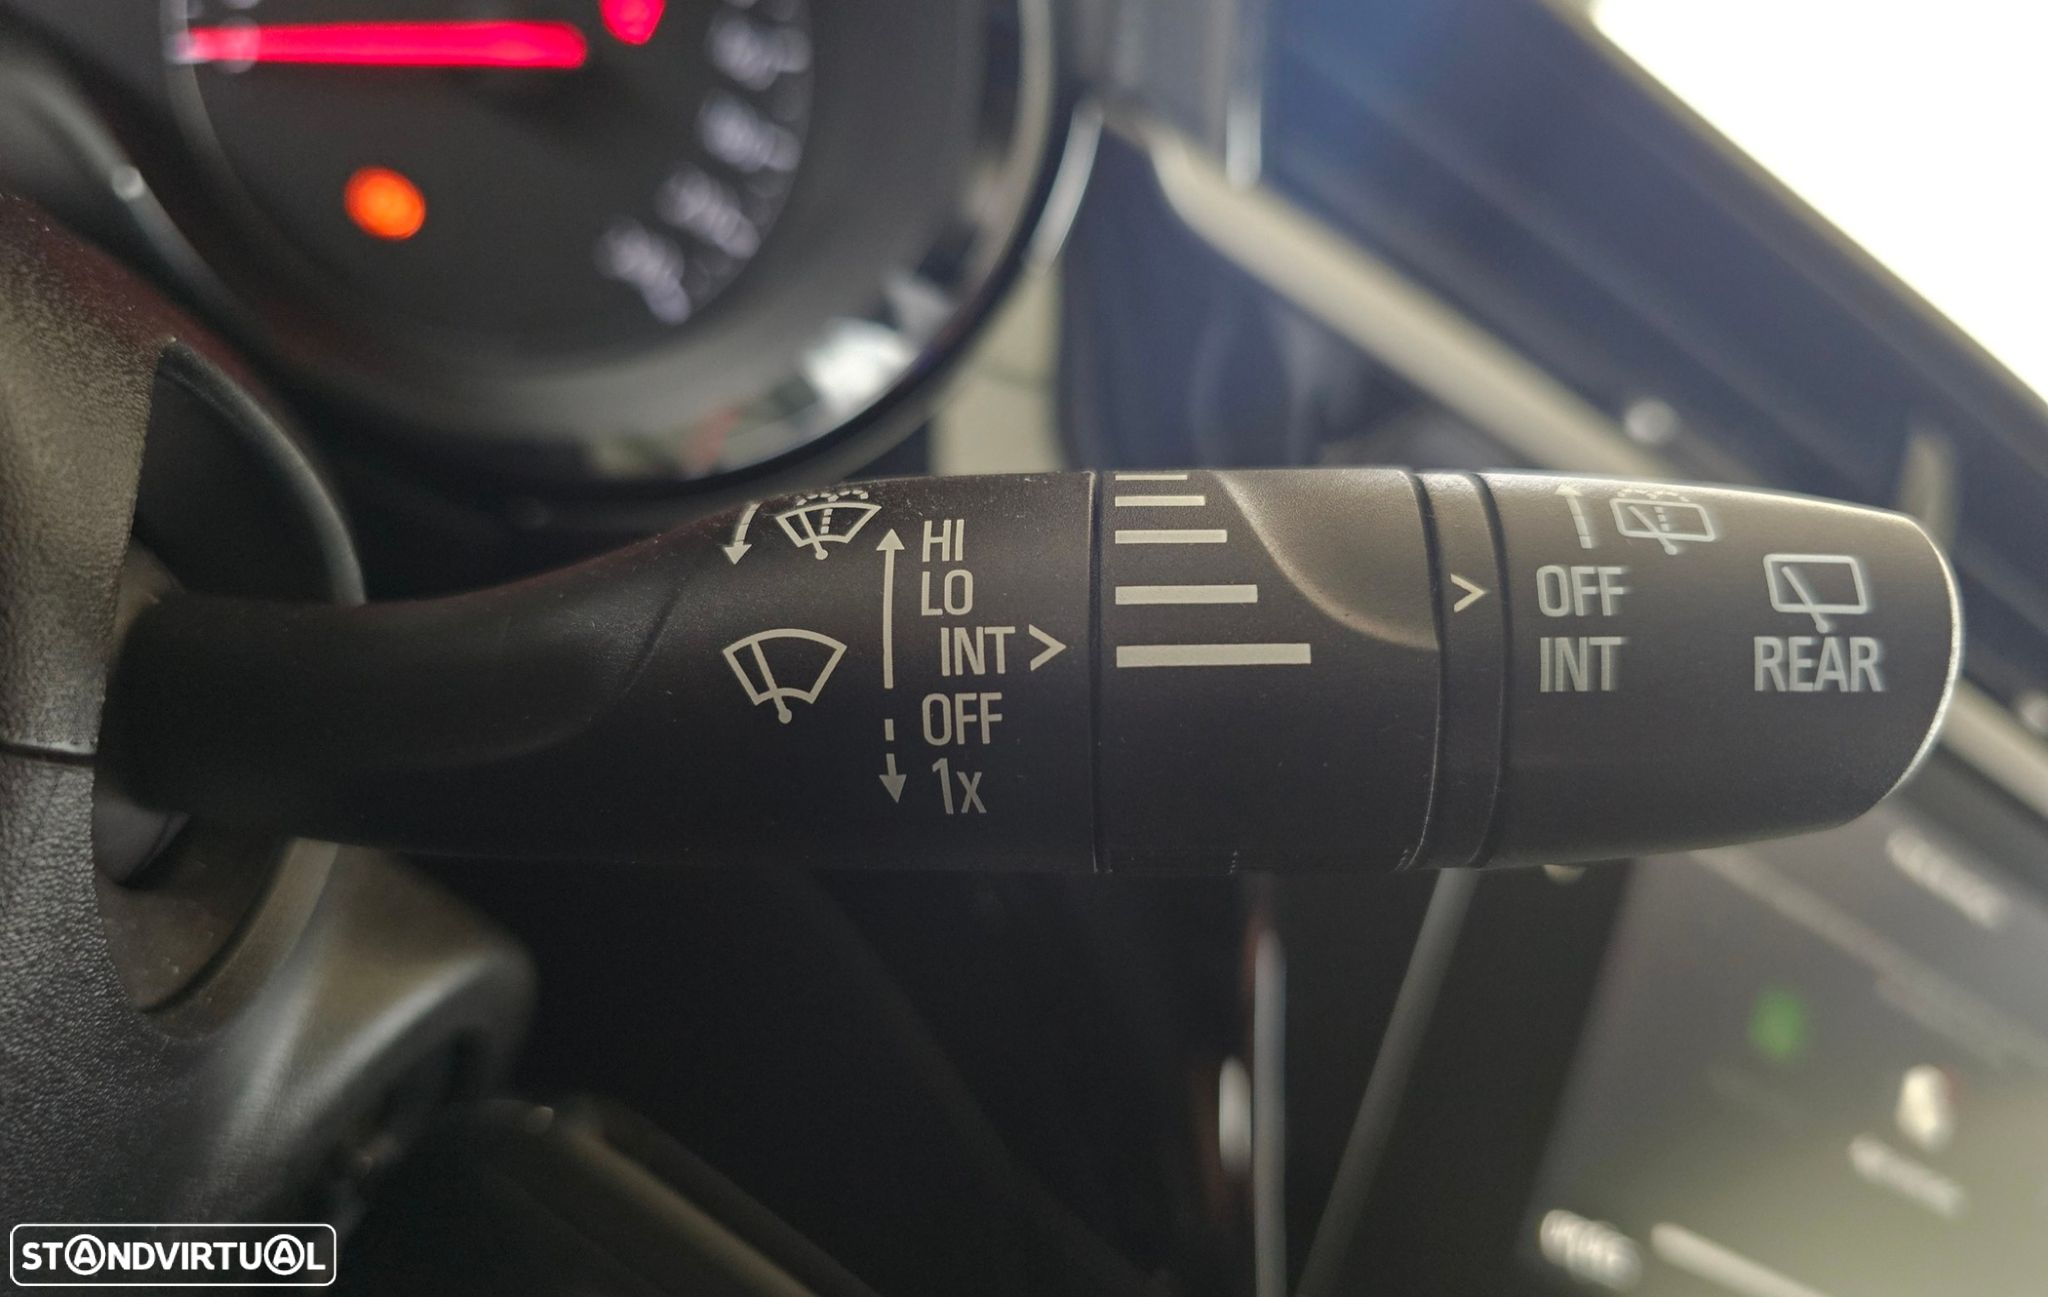 HI
LO
INT >
OFF
1x
> OFF
INT
REAR
STANDVIRTUAL